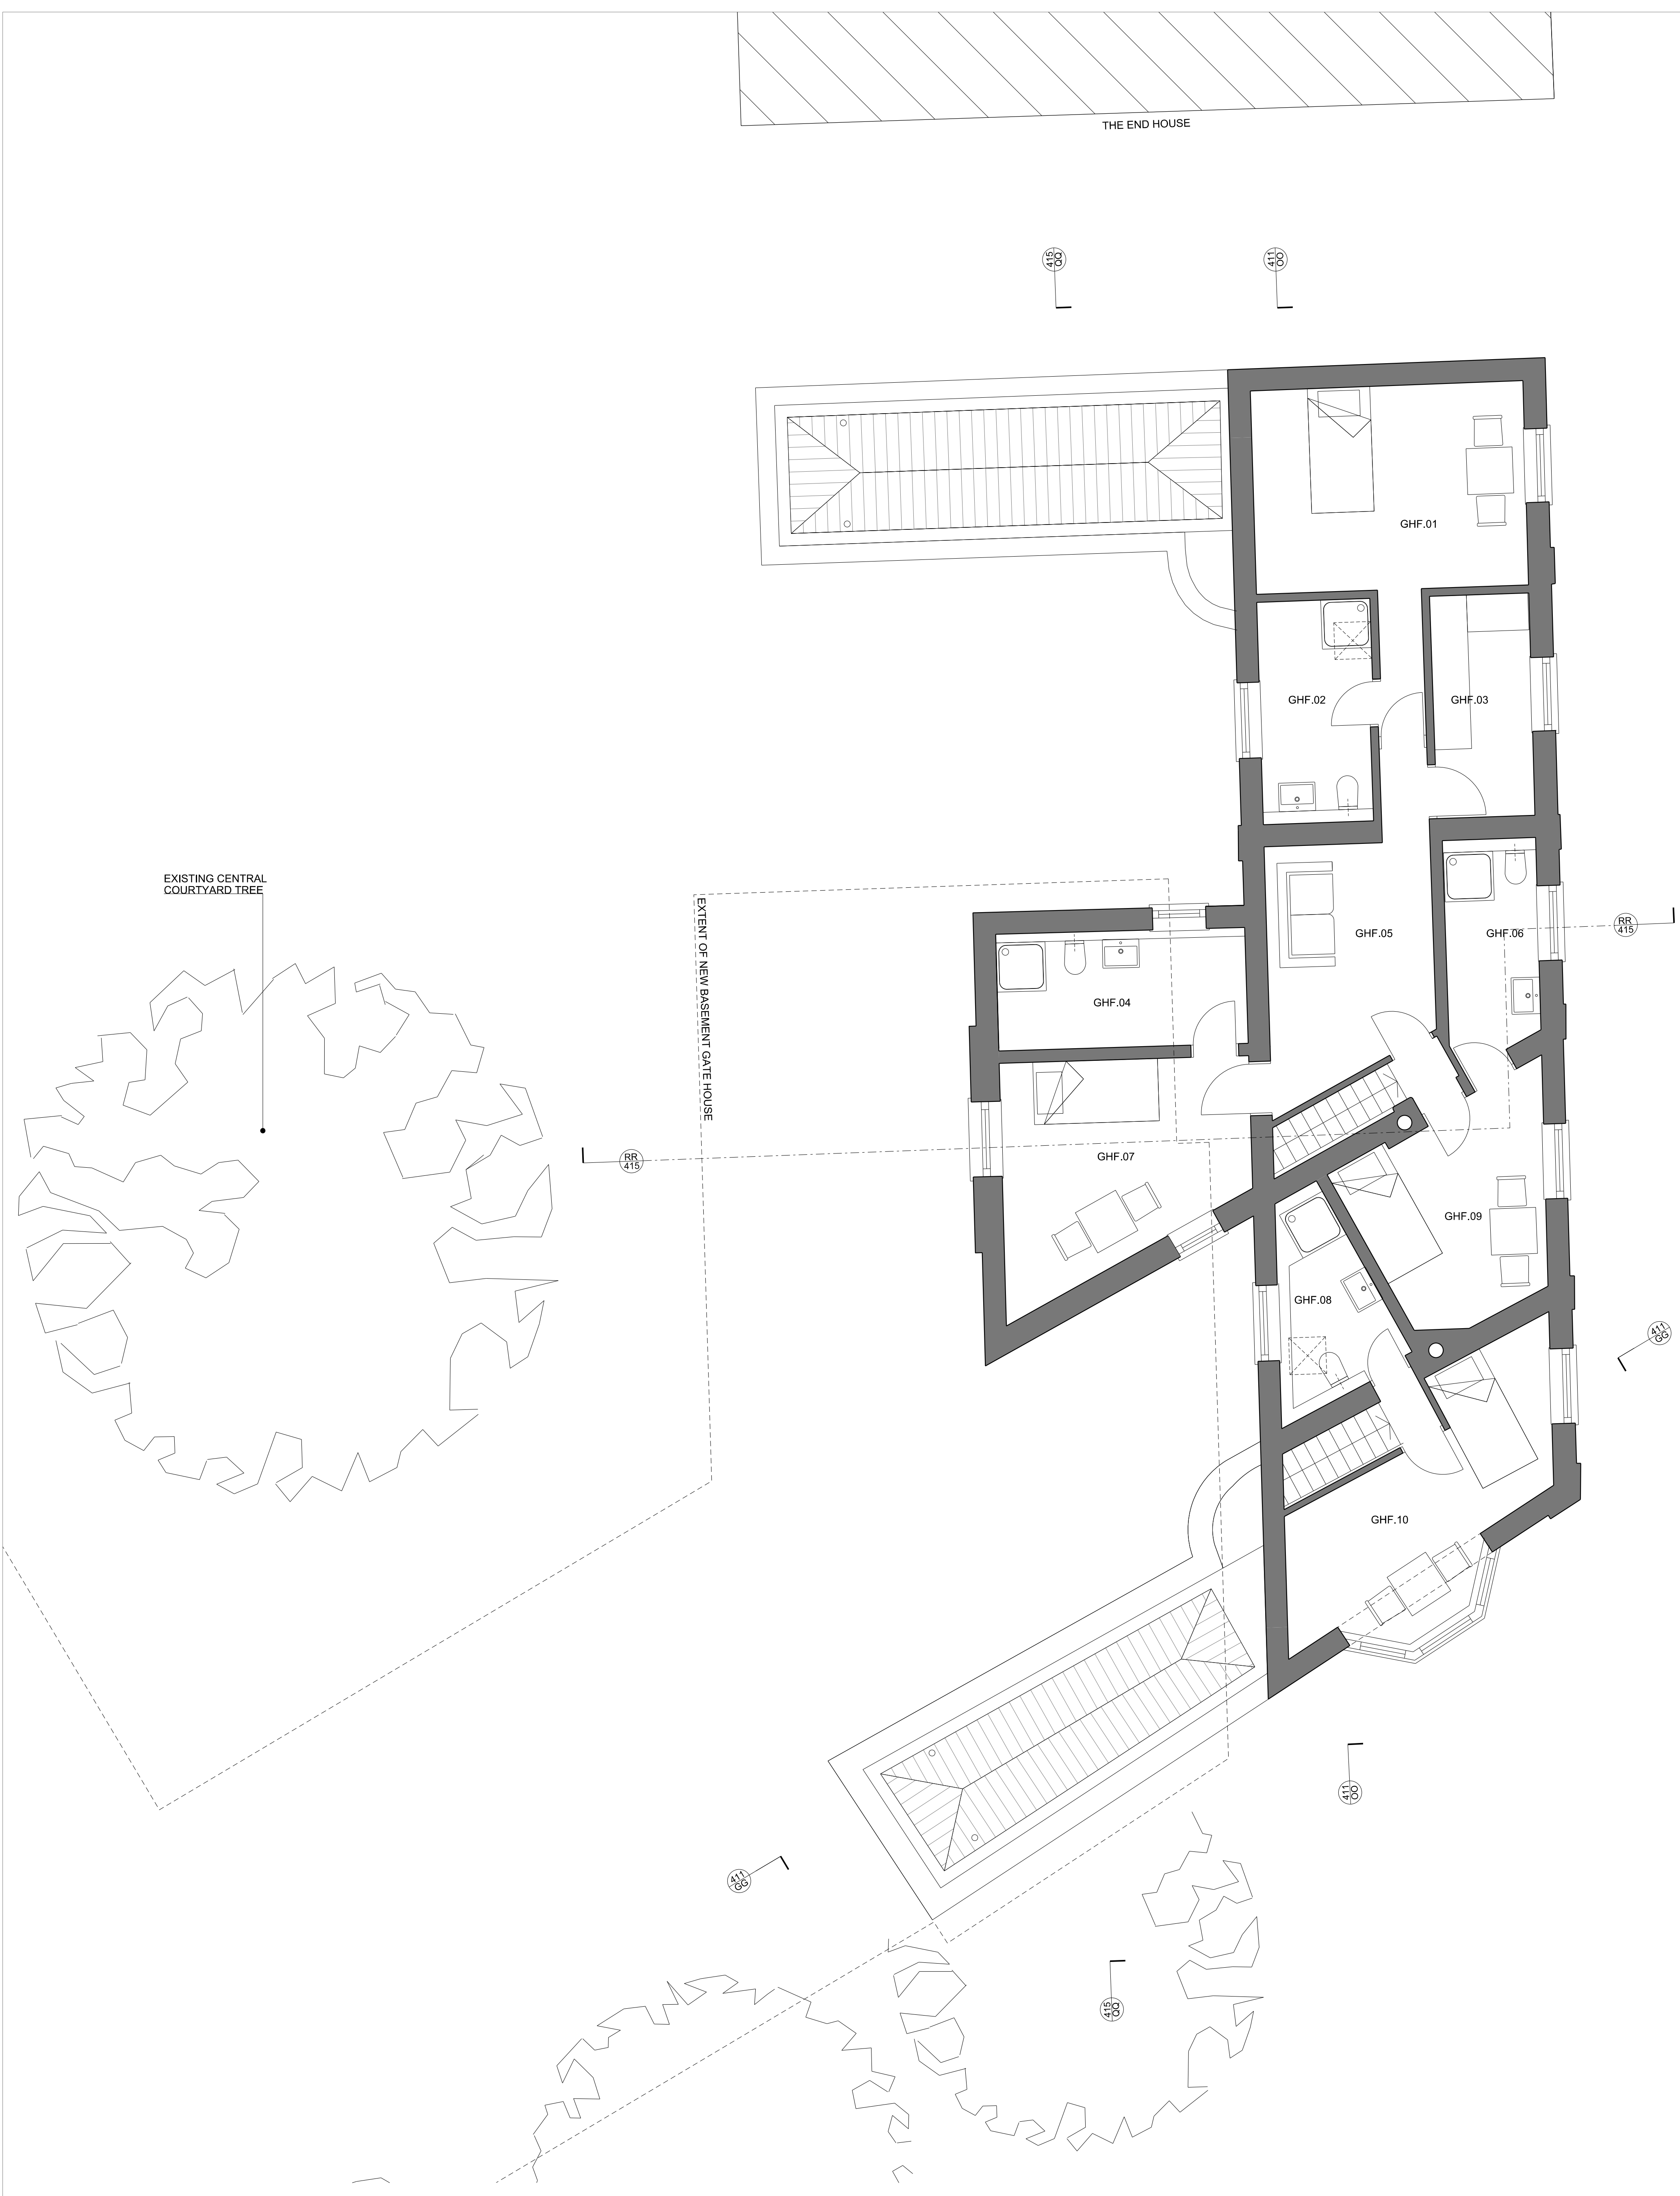 THE END HOUSE
415
QQ
411
OO
GHF.01
GHF.02
GHF.03
EXISTING CENTRAL
COURTYARD TREE
EXTENT OF NEW BASEMENT GATE HOUSE
GHF.05
GHF.06
RR
415
GHF.04
RR
415
GHF.07
GHF.09
GHF.08
411
GG
GHF.10
411
OO
411
GG
415
QQ